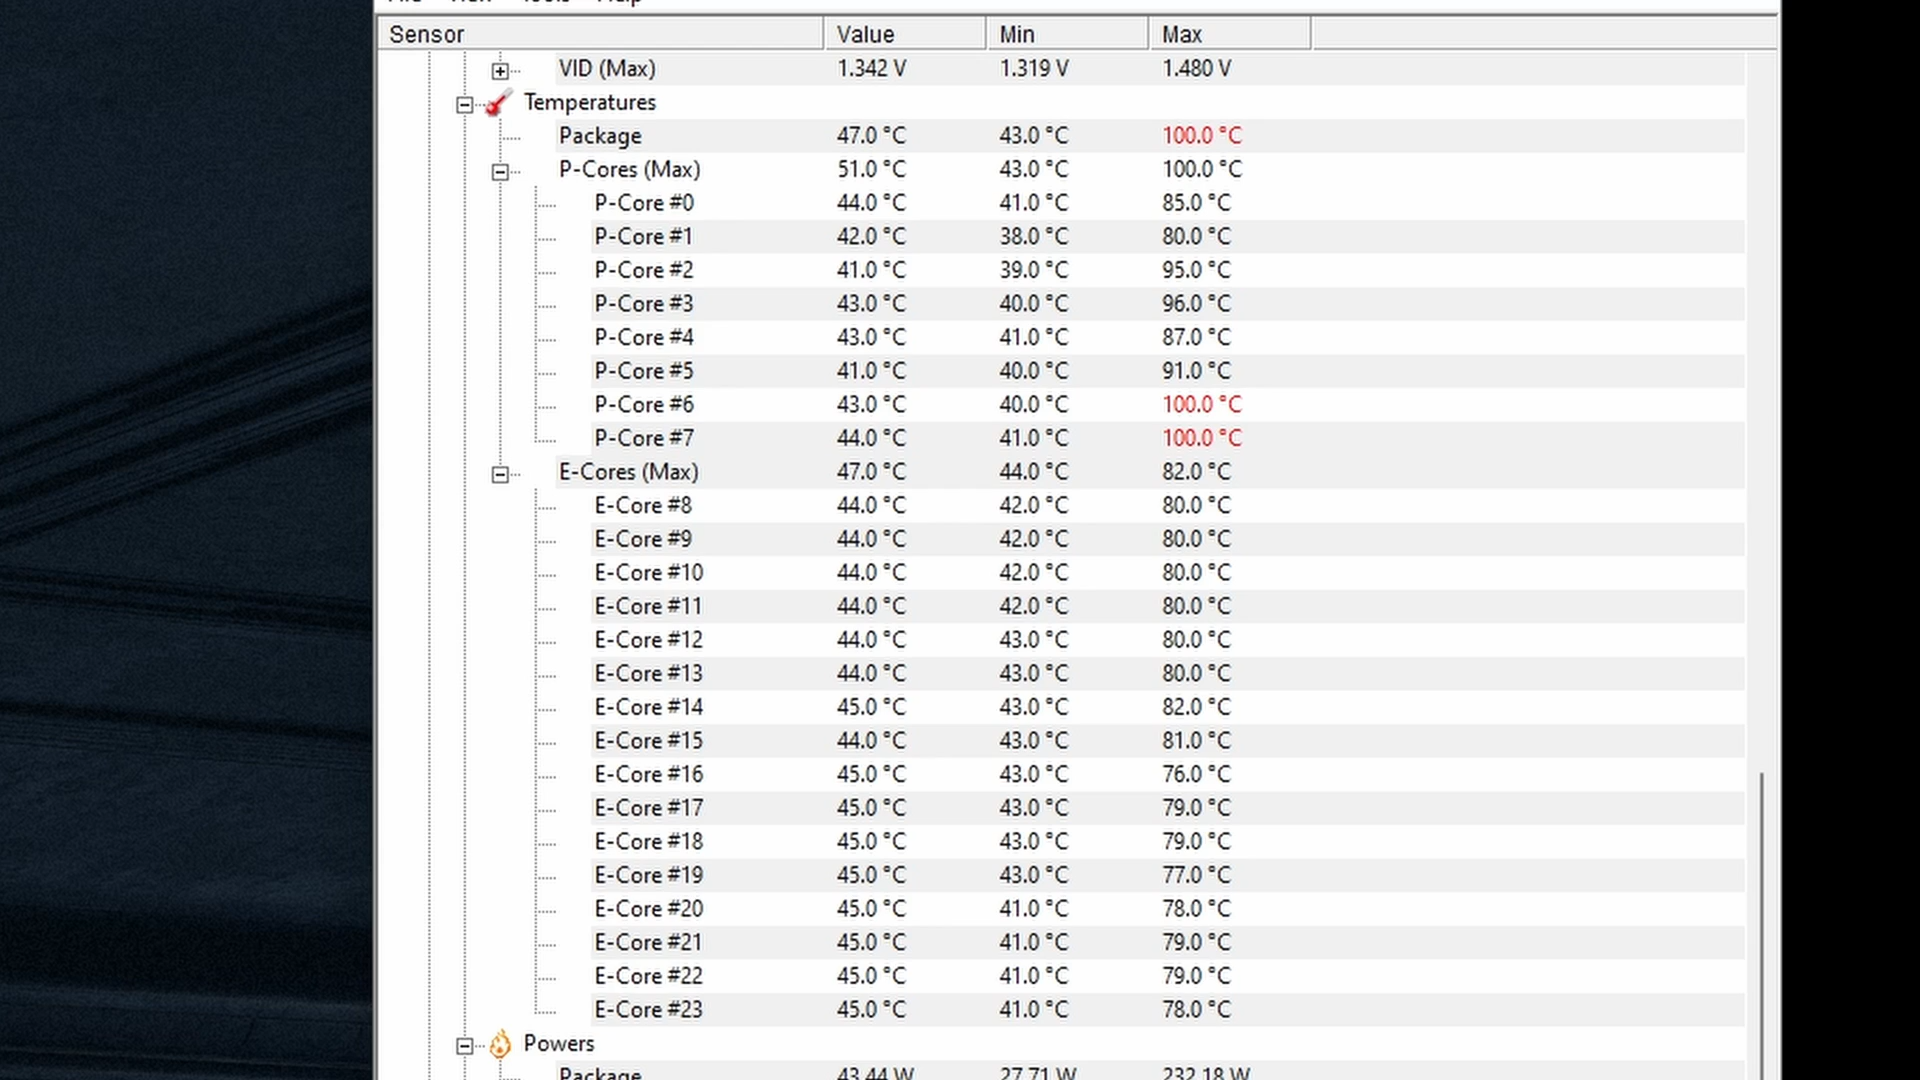 File View Tools Help
Sensor Value Min Max
VID (Max) 1.342 V 1.319 V 1.480 V
Temperatures
Package 47.0 °C 43.0 °C 100.0 °C
P-Cores (Max) 51.0 °C 43.0 °C 100.0 °C
P-Core #0 44.0 °C 41.0 °C 85.0 °C
P-Core #1 42.0 °C 38.0 °C 80.0 °C
P-Core #2 41.0 °C 39.0 °C 95.0 °C
P-Core #3 43.0 °C 40.0 °C 96.0 °C
P-Core #4 43.0 °C 41.0 °C 87.0 °C
P-Core #5 41.0 °C 40.0 °C 91.0 °C
P-Core #6 43.0 °C 40.0 °C 100.0 °C
P-Core #7 44.0 °C 41.0 °C 100.0 °C
E-Cores (Max) 47.0 °C 44.0 °C 82.0 °C
E-Core #8 44.0 °C 42.0 °C 80.0 °C
E-Core #9 44.0 °C 42.0 °C 80.0 °C
E-Core #10 44.0 °C 42.0 °C 80.0 °C
E-Core #11 44.0 °C 42.0 °C 80.0 °C
E-Core #12 44.0 °C 43.0 °C 80.0 °C
E-Core #13 44.0 °C 43.0 °C 80.0 °C
E-Core #14 45.0 °C 43.0 °C 82.0 °C
E-Core #15 44.0 °C 43.0 °C 81.0 °C
E-Core #16 45.0 °C 43.0 °C 76.0 °C
E-Core #17 45.0 °C 43.0 °C 79.0 °C
E-Core #18 45.0 °C 43.0 °C 79.0 °C
E-Core #19 45.0 °C 43.0 °C 77.0 °C
E-Core #20 45.0 °C 41.0 °C 78.0 °C
E-Core #21 45.0 °C 41.0 °C 79.0 °C
E-Core #22 45.0 °C 41.0 °C 79.0 °C
E-Core #23 45.0 °C 41.0 °C 78.0 °C
Powers
Package 43.44 W 27.71 W 232.18 W